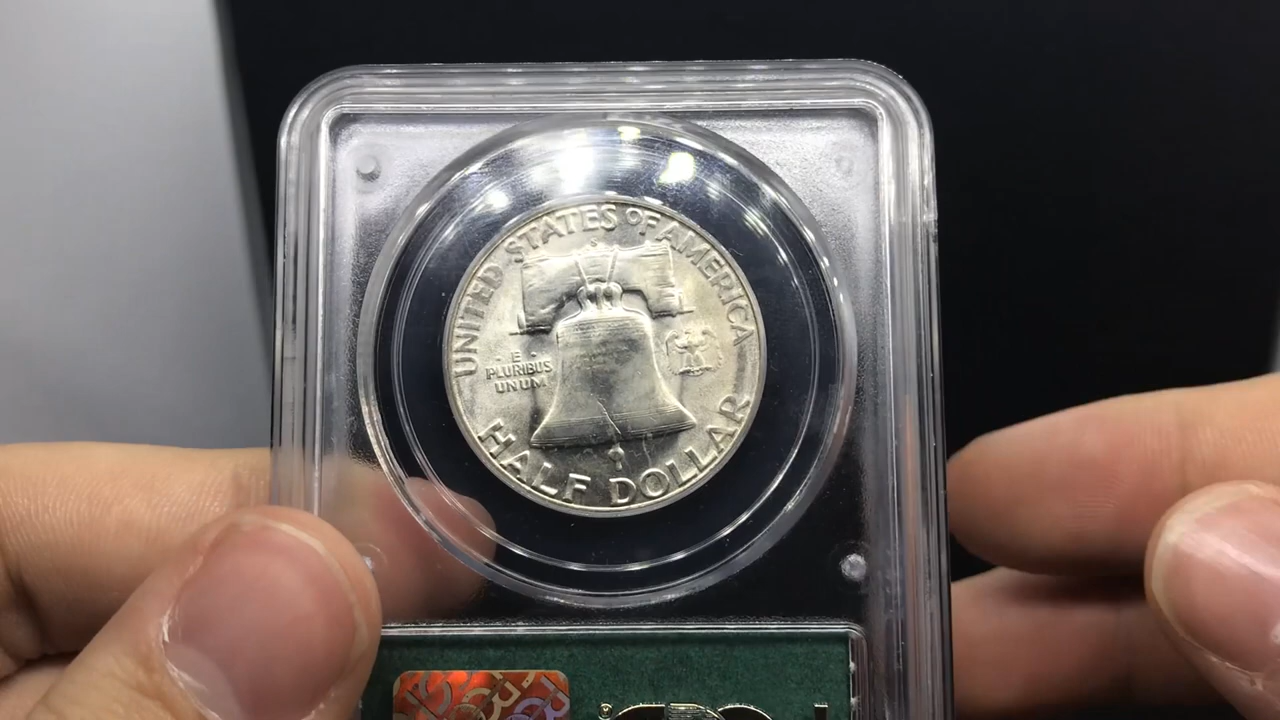 UNITED STATES OF AMERICA
S
· E ·
PLURIBUS
UNUM
HALF DOLLAR